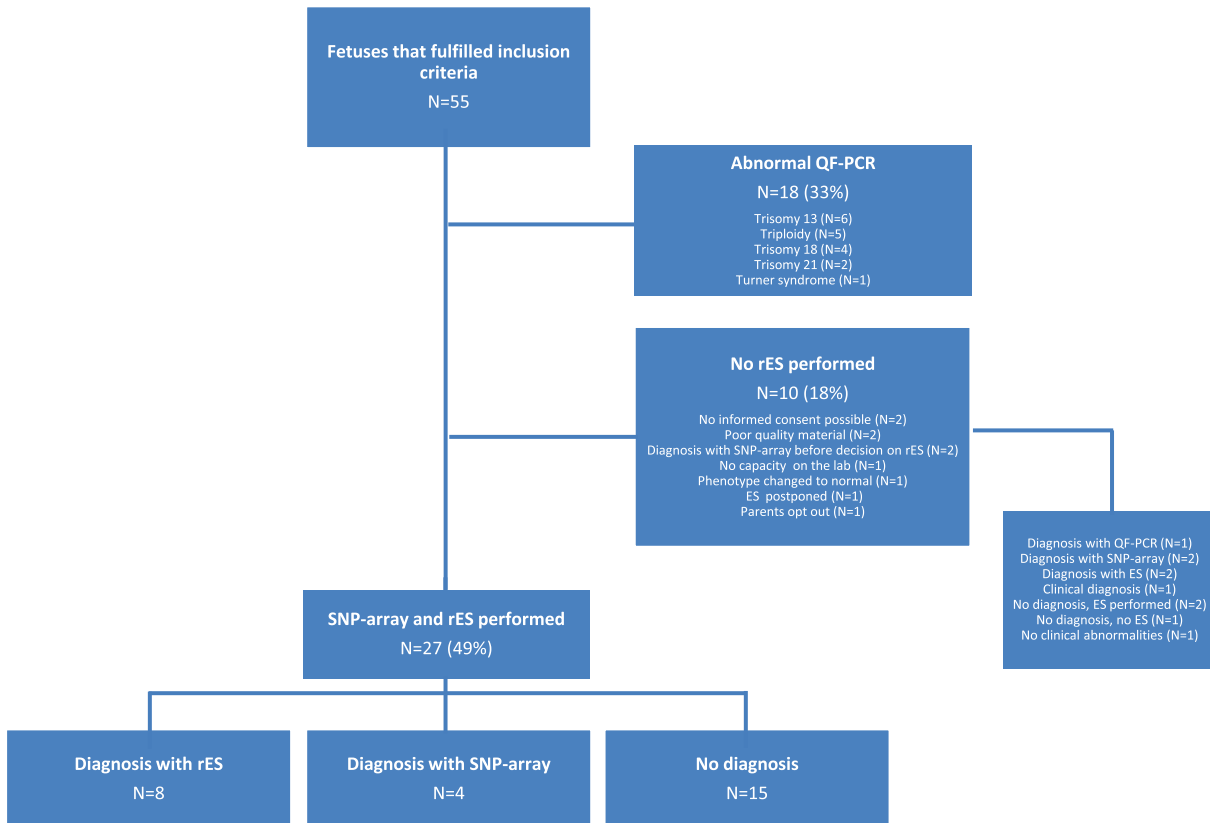 Fetuses that fulfilled inclusion
criteria
N=55
Abnormal QF-PCR
N=18 (33%)
Trisomy 13 (N=6)
Triploidy (N=5)
Trisomy 18 (N=4)
Trisomy 21 (N=2)
Turner syndrome (N=1)
No rES performed
N=10 (18%)
No informed consent possible (N=2)
Poor quality material (N=2)
Diagnosis with SNP-array before decision on rES (N=2)
No capacity on the lab (N=1)
Phenotype changed to normal (N=1)
ES postponed (N=1)
Parents opt out (N=1)
Diagnosis with QF-PCR (N=1)
Diagnosis with SNP-array (N=2)
Diagnosis with ES (N=2)
Clinical diagnosis (N=1)
No diagnosis, ES performed (N=2)
No diagnosis, no ES (N=1)
No clinical abnormalities (N=1)
SNP-array and rES performed
N=27 (49%)
Diagnosis with rES
N=8
Diagnosis with SNP-array
N=4
No diagnosis
N=15